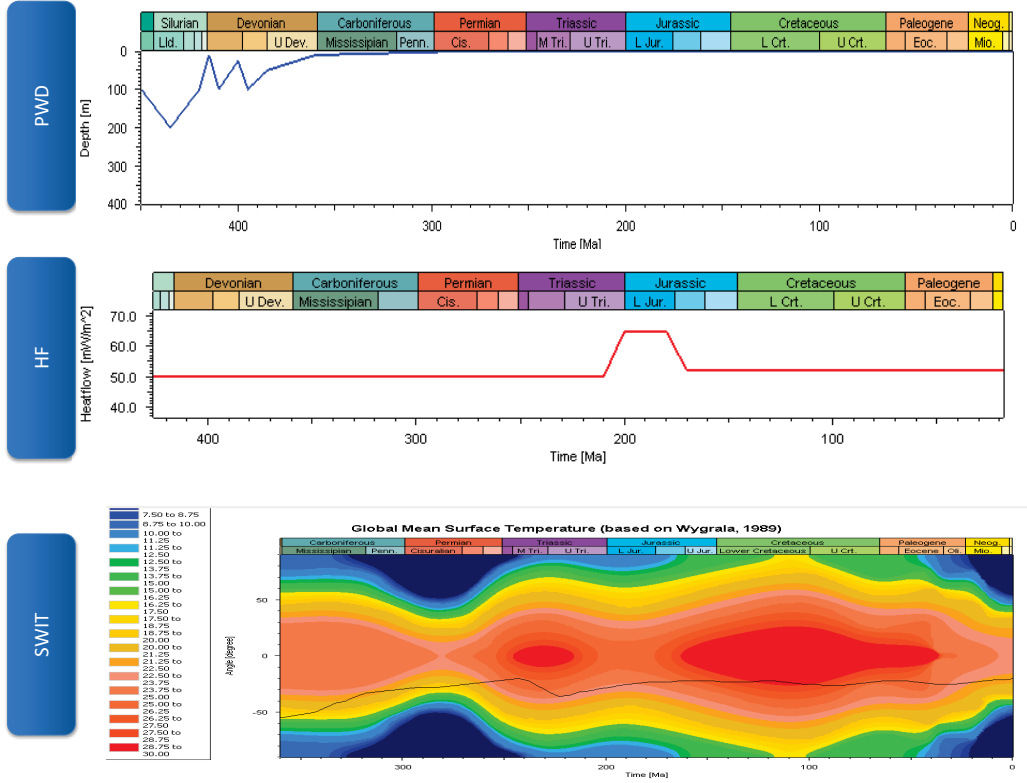 PWD
Silurian Devonian Carboniferous Permian Triassic Jurassic Cretaceous Paleogene Neog.
Lld. U Dev. Mississipian Penn. Cis. M Tri. U Tri. L Jur. L Crt. U Crt. Eoc. Mio.
Depth [m]
0
100
200
300
400
400 300 200 100 0
Time [Ma]
HF
Devonian Carboniferous Permian Triassic Jurassic Cretaceous Paleogene
U Dev. Mississipian Cis. U Tri. L Jur. L Crt. U Crt. Eoc.
Heatflow [mW/m^2]
70.0
60.0
50.0
40.0
400 300 200 100
Time [Ma]
SWIT
7.50 to 8.75
8.75 to 10.00
10.00 to
11.25
11.25 to
12.50
12.50 to
13.75
13.75 to
15.00
15.00 to
16.25
16.25 to
17.50
17.50 to
18.75
18.75 to
20.00
20.00 to
21.25
21.25 to
22.50
22.50 to
23.75
23.75 to
25.00
25.00 to
26.25
26.25 to
27.50
27.50 to
28.75
28.75 to
30.00
Global Mean Surface Temperature (based on Wygrala, 1989)
Carboniferous Permian Triassic Jurassic Cretaceous Paleogene Neog.
Mississipian Penn. Cisuralian M Tri. U Tri. L Jur. U Jur. Lower Cretaceous U Crt. Eocene Oli. Mio.
Angle [degree]
50
0
-50
300 200 100 0
Time [Ma]